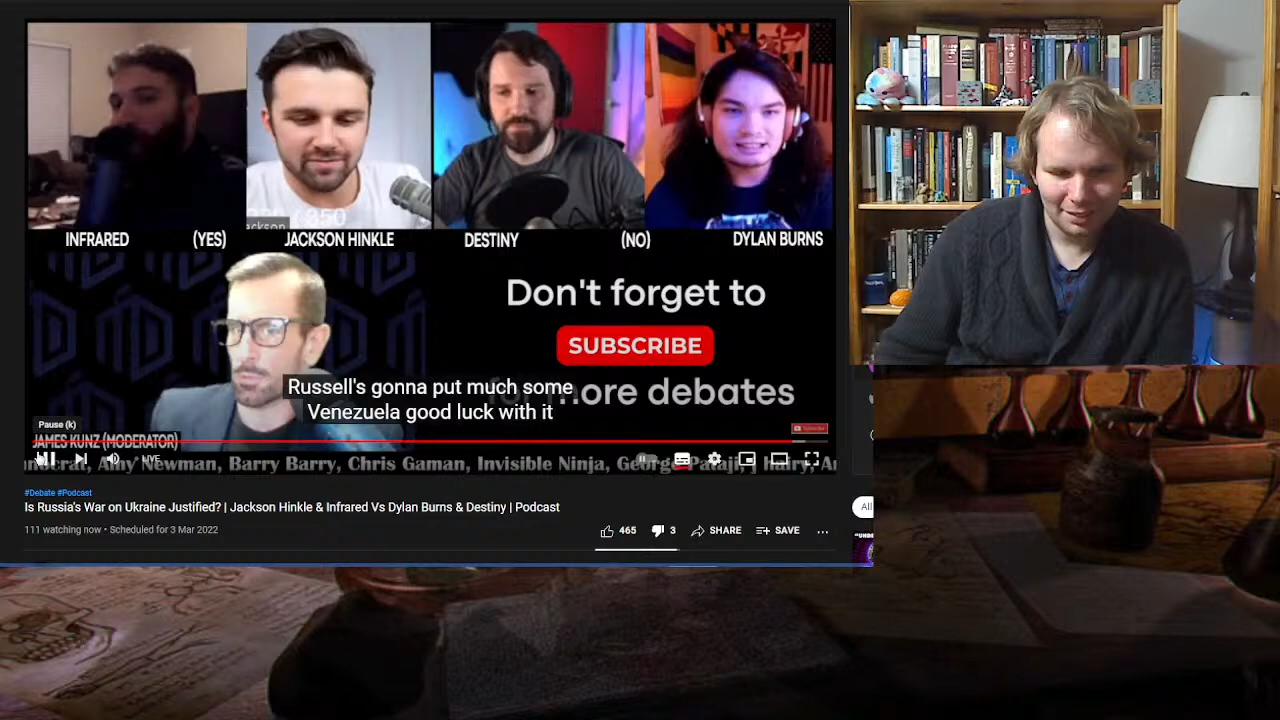 INFRARED (YES) JACKSON HINKLE DESTINY (NO) DYLAN BURNS
Don't forget to
SUBSCRIBE
more debates
Russell's gonna put much some
Venezuela good luck with it
Pause (k)
JAMES KUNZ (MODERATOR)
LIVE
Amy Newman, Barry Barry, Chris Gaman, Invisible Ninja,
#Debate #Podcast
Is Russia's War on Ukraine Justified? | Jackson Hinkle & Infrared Vs Dylan Burns & Destiny | Podcast
111 watching now • Scheduled for 3 Mar 2022
465 3 SHARE SAVE ...
All